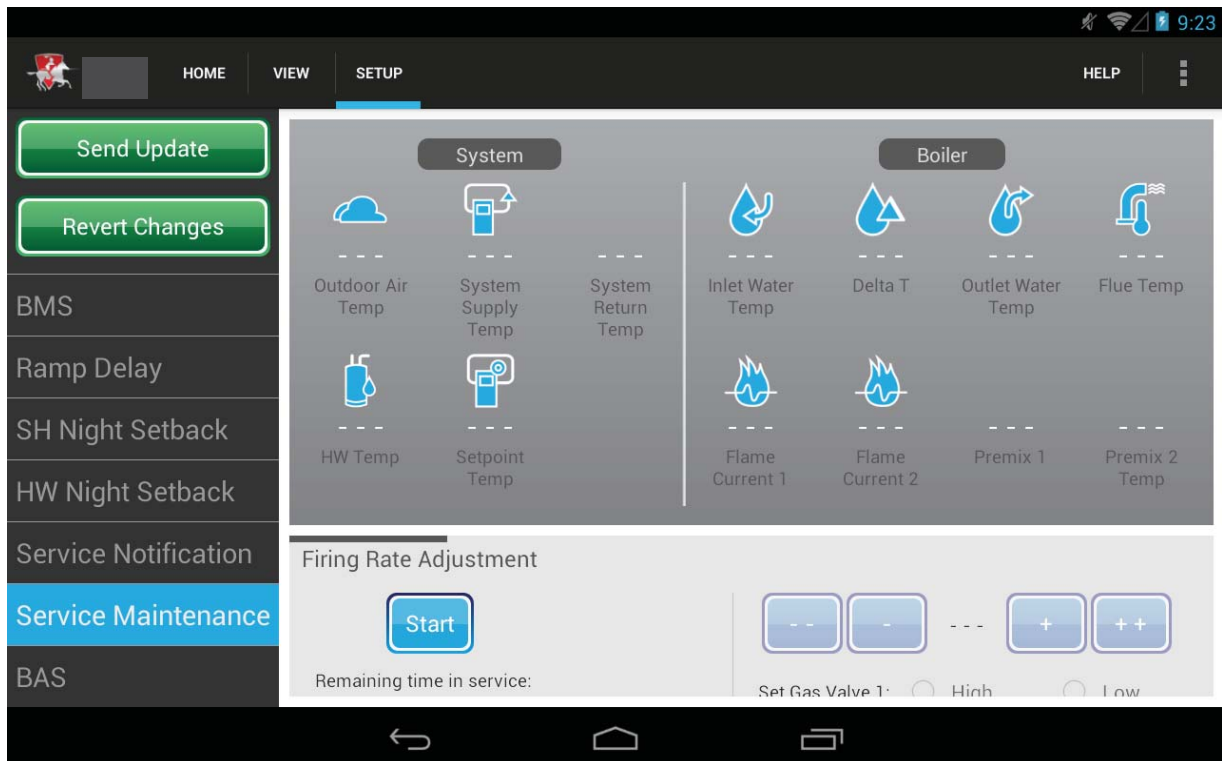 9:23
HOME VIEW SETUP HELP
Send Update
Revert Changes
BMS
Ramp Delay
SH Night Setback
HW Night Setback
Service Notification
Service Maintenance
BAS
System Boiler
- - - - - - - - - - - - - - - - - - - - -
Outdoor Air System System Inlet Water Delta T Outlet Water Flue Temp
Temp Supply Return Temp Temp
Temp Temp
- - - - - - - - - - - - - - - - - -
HW Temp Setpoint Flame Flame Premix 1 Premix 2
Temp Current 1 Current 2 Temp
Firing Rate Adjustment
Start - - - - - - + + +
Remaining time in service:
Set Gas Valve 1: High Low